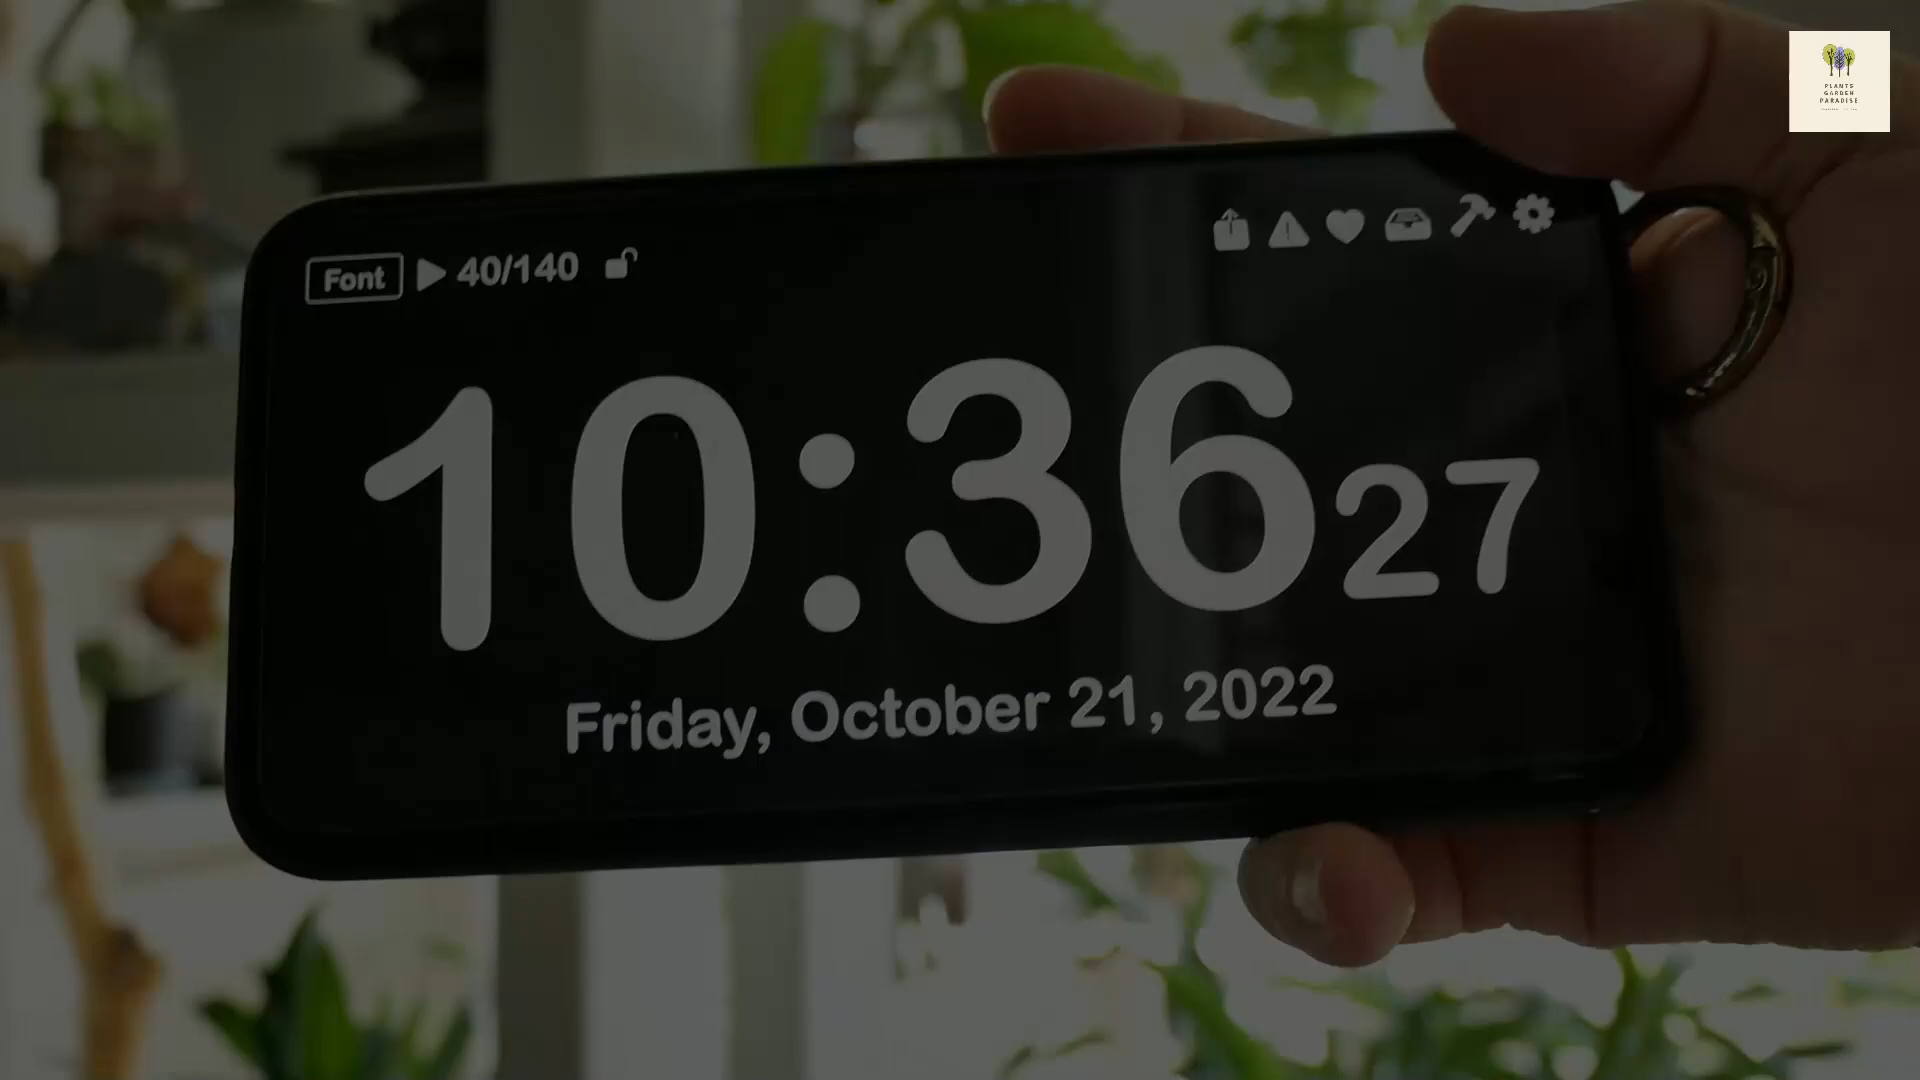 PLANTS
GARDEN
PARADISE
Font 40/140
10:36 27
Friday, October 21, 2022